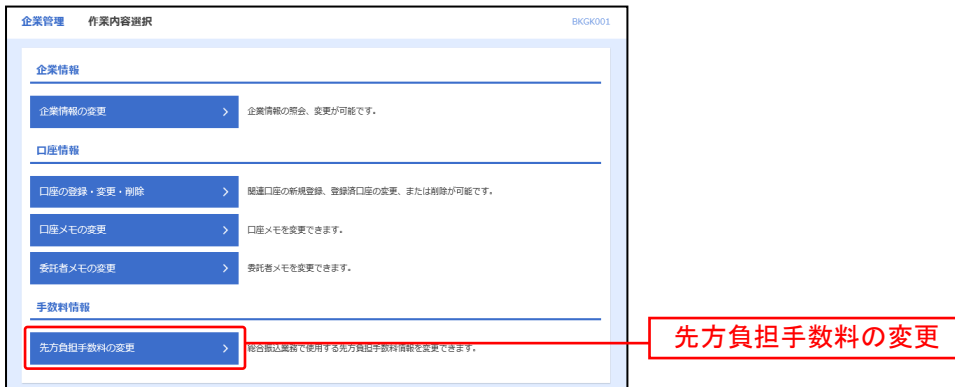 企業管理 作業内容選択 BKGK001
企業情報
企業情報の変更 企業情報の照会、変更が可能です。
口座情報
口座の登録・変更・削除 関連口座の新規登録、登録済口座の変更、または削除が可能です。
口座メモの変更 口座メモを変更できます。
委託者メモの変更 委託者メモを変更できます。
手数料情報
先方負担手数料の変更 総合振込業務で使用する先方負担手数料情報を変更できます。
先方負担手数料の変更